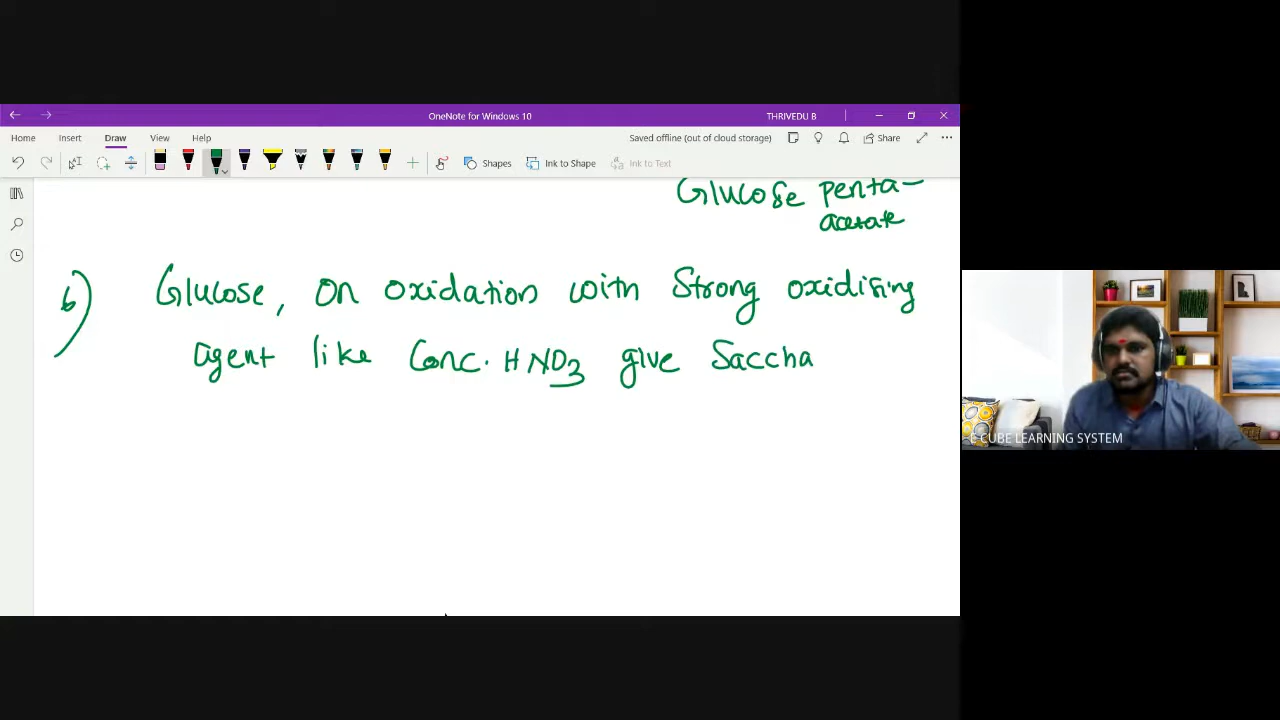 OneNote for Windows 10
THRIVEDU B
Home Insert Draw View Help
Saved offline (out of cloud storage)
Share
Shapes
Ink to Shape
Ink to Text
Glucose penta-
acetate
6) Glucose, on oxidation with Strong oxidising
agent like Conc. HNO3 give Saccha
E CUBE LEARNING SYSTEM